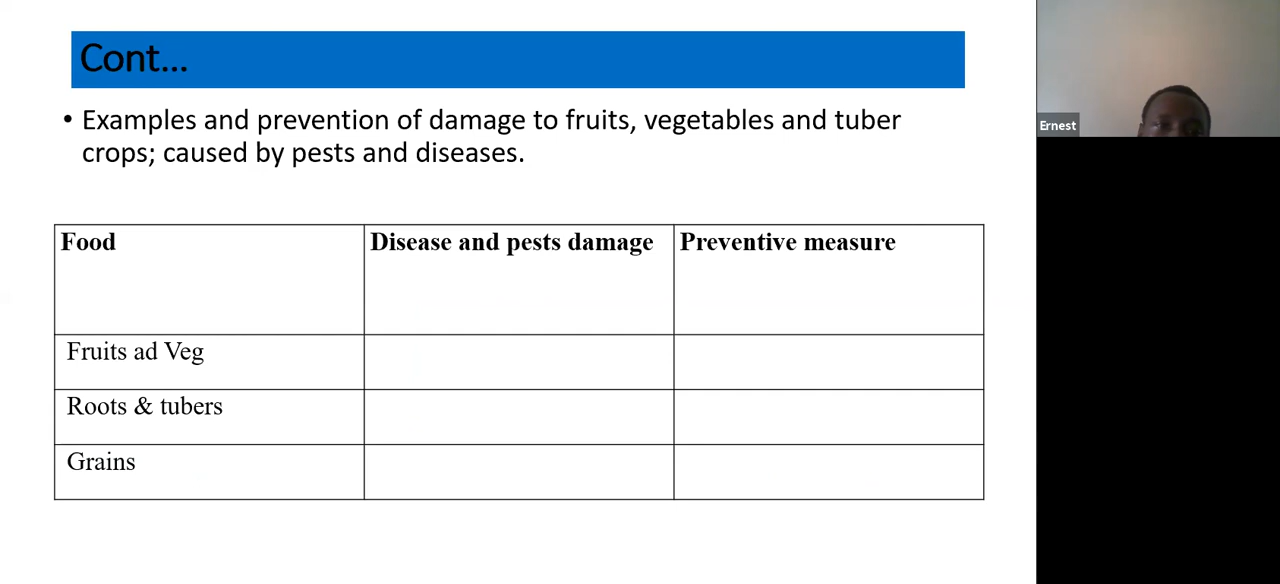 Cont...
• Examples and prevention of damage to fruits, vegetables and tuber
crops; caused by pests and diseases.
Food Disease and pests damage Preventive measure
Fruits ad Veg
Roots & tubers
Grains
Ernest